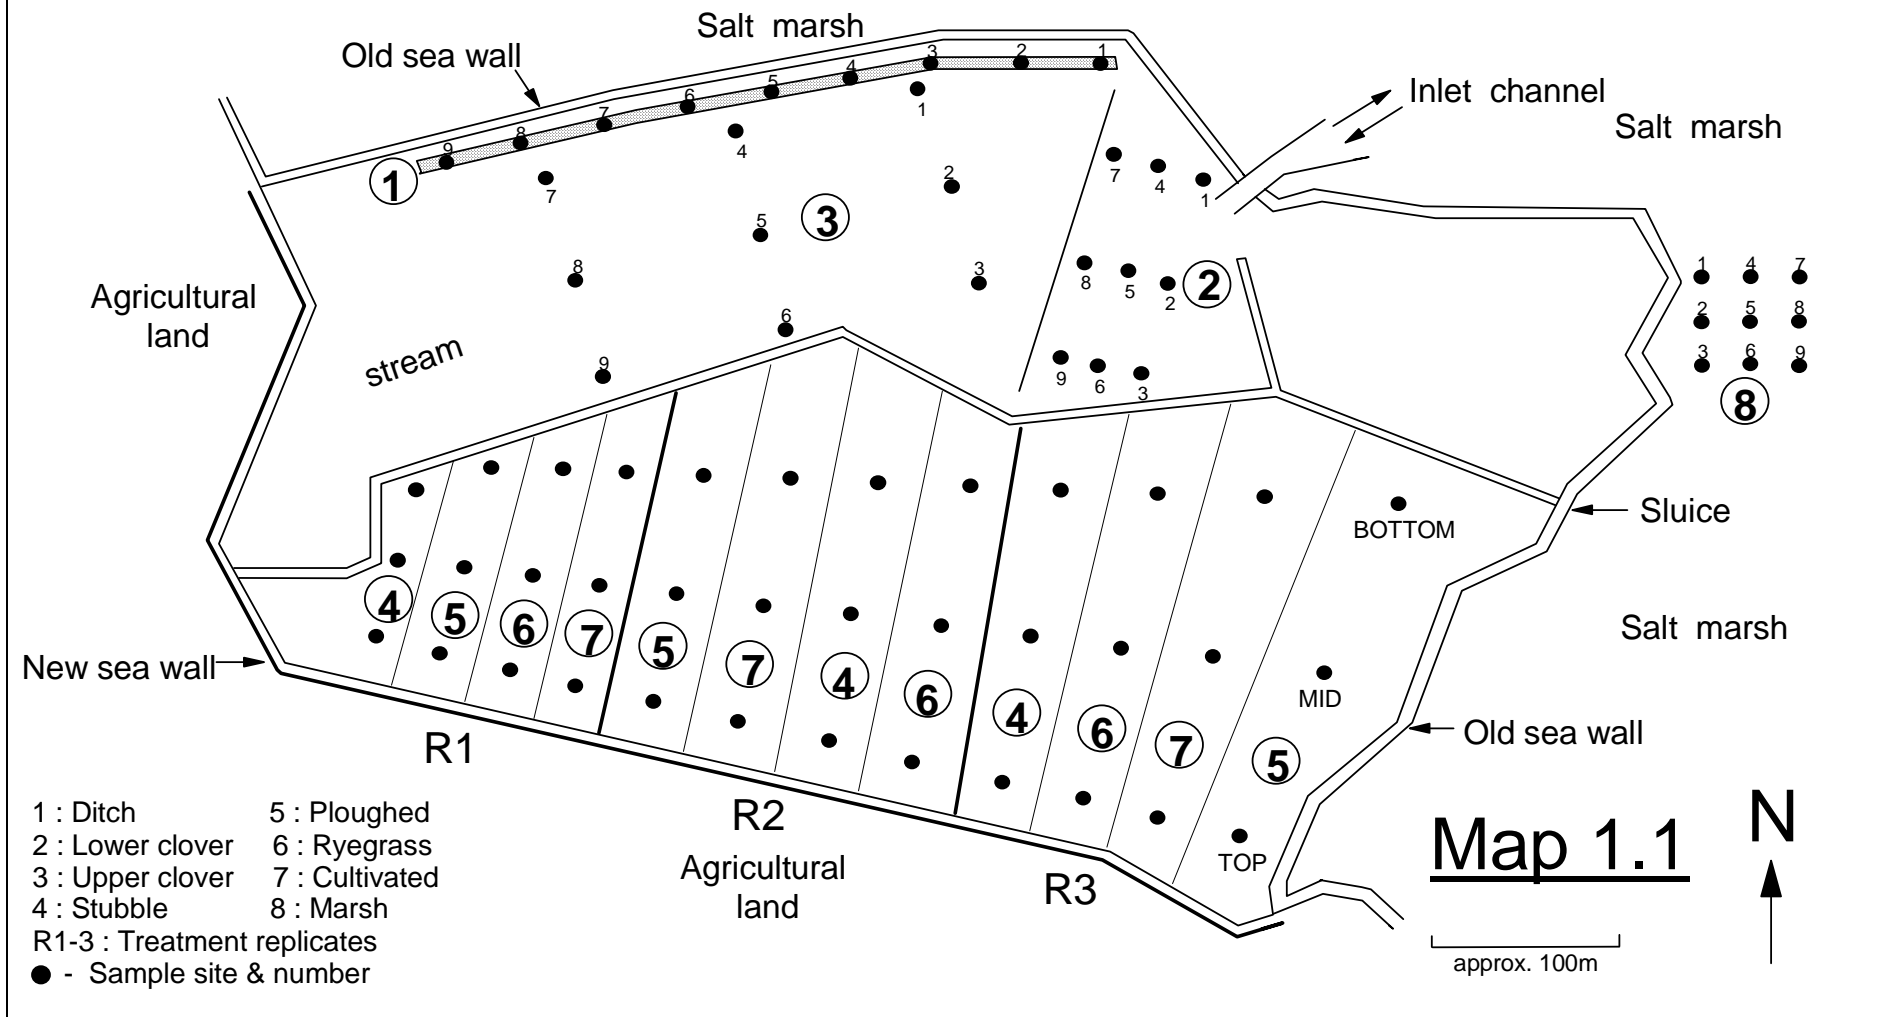 Salt marsh
Old sea wall
3 2 1
4
5
6
7
8
9
1
4
7
2
5
8
3
6
9
1
3
stream
Agricultural
land
Inlet channel
Salt marsh
7 4 1
8 5 2
9 6 3
2
1 4 7
2 5 8
3 6 9
8
Sluice
BOTTOM
Salt marsh
MID
Old sea wall
TOP
4 5 6 7 5 7 4 6 4 6 7 5
New sea wall
R1
R2
R3
Agricultural
land
1 : Ditch 5 : Ploughed
2 : Lower clover 6 : Ryegrass
3 : Upper clover 7 : Cultivated
4 : Stubble 8 : Marsh
R1-3 : Treatment replicates
- Sample site & number
Map 1.1
N
approx. 100m